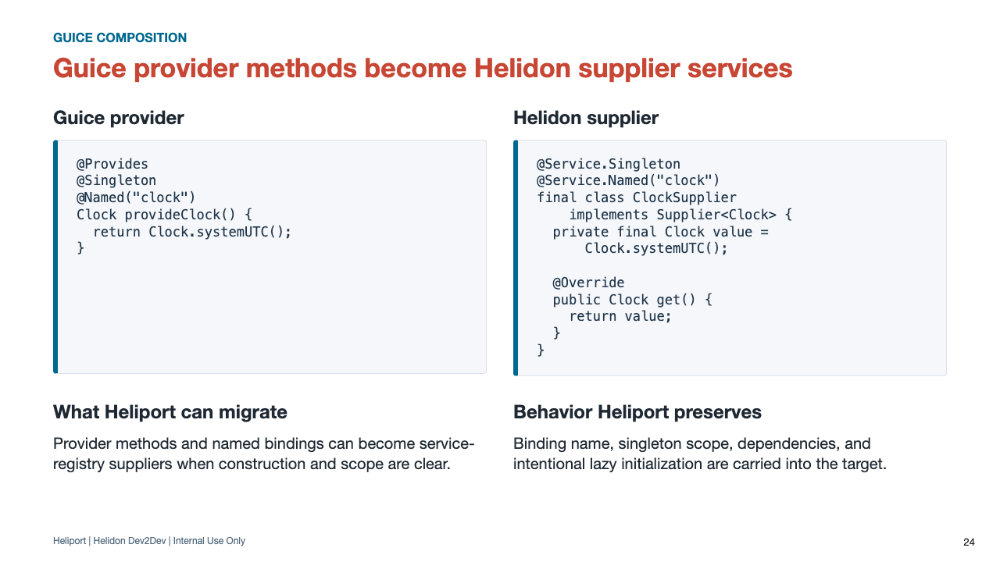 GUICE COMPOSITION
Guice provider methods become Helidon supplier services
Guice provider
@Provides
@Singleton
@Named("clock")
Clock provideClock() {
  return Clock.systemUTC();
}
Helidon supplier
@Service.Singleton
@Service.Named("clock")
final class ClockSupplier
    implements Supplier<Clock> {
  private final Clock value =
      Clock.systemUTC();

  @Override
  public Clock get() {
    return value;
  }
}
What Heliport can migrate
Provider methods and named bindings can become service-
registry suppliers when construction and scope are clear.
Behavior Heliport preserves
Binding name, singleton scope, dependencies, and
intentional lazy initialization are carried into the target.
Heliport | Helidon Dev2Dev | Internal Use Only
24